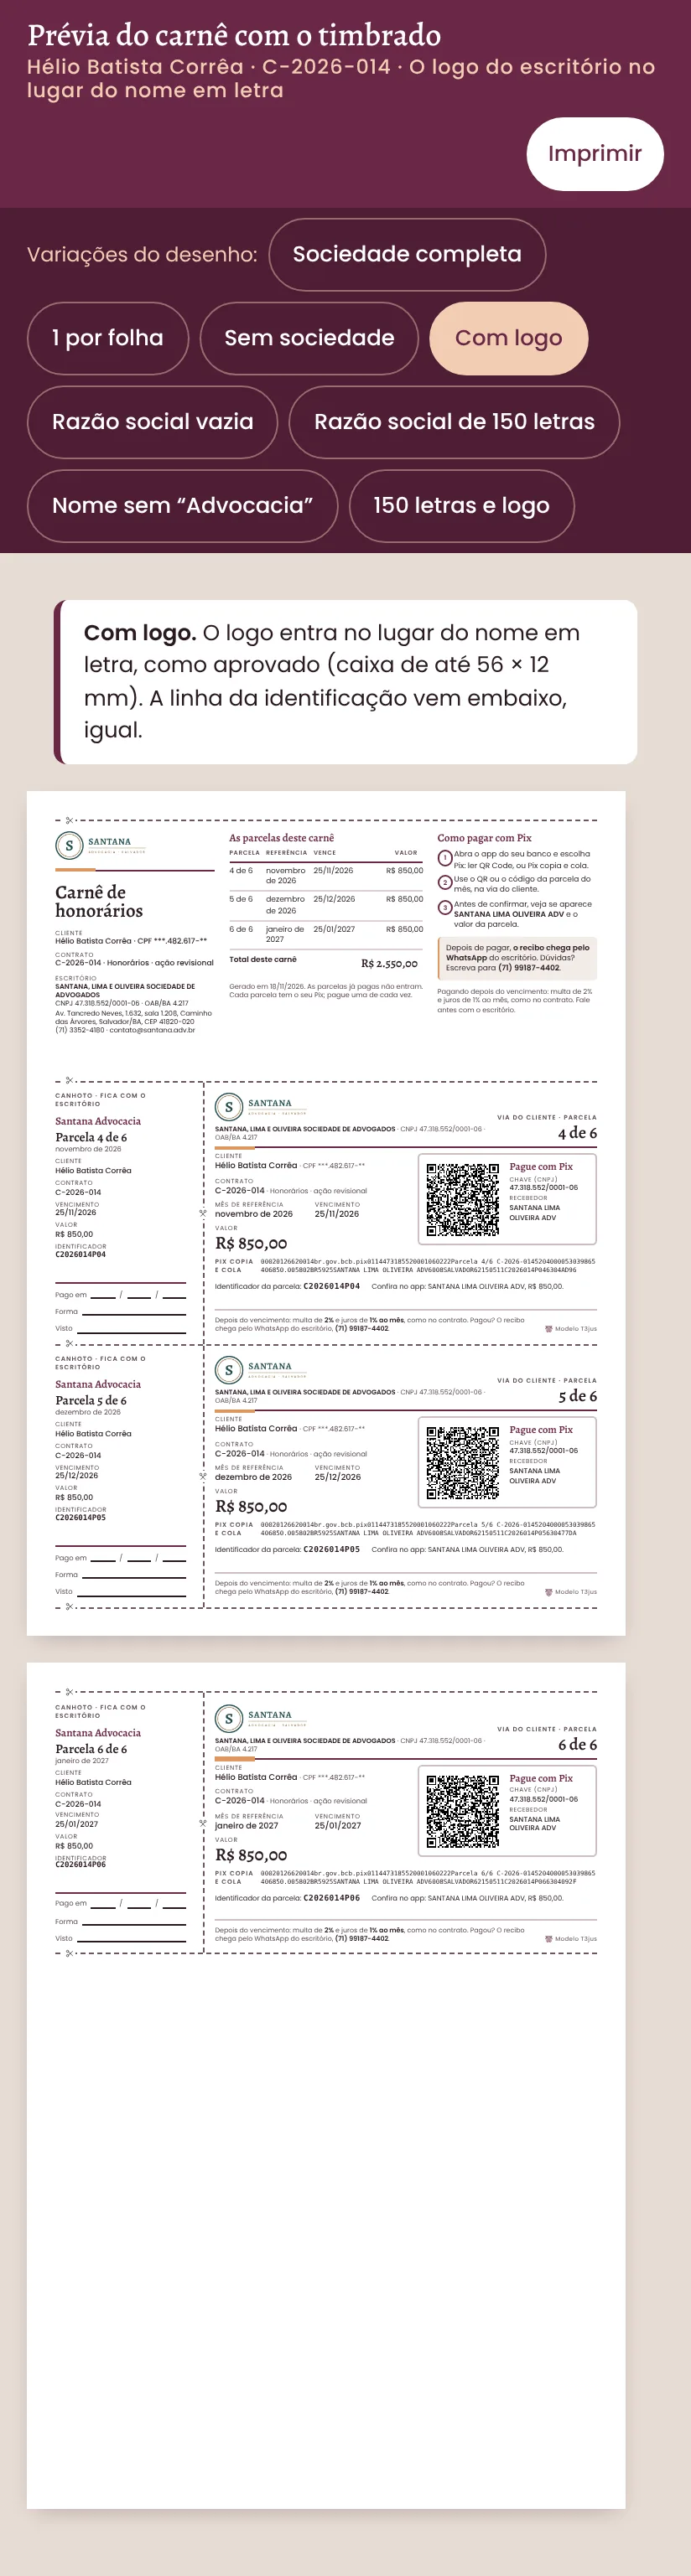 Prévia do carnê com o timbrado
Hélio Batista Corrêa · C-2026-014 · O logo do escritório no
lugar do nome em letra
Imprimir
Variações do desenho:
Sociedade completa
1 por folha
Sem sociedade
Com logo
Razão social vazia
Razão social de 150 letras
Nome sem “Advocacia”
150 letras e logo
Com logo. O logo entra no lugar do nome em
letra, como aprovado (caixa de até 56 × 12
mm). A linha da identificação vem embaixo,
igual.
S
SANTANA
Carnê de
honorários
CLIENTE
Hélio Batista Corrêa · CPF ***.482.617-**
CONTRATO
C-2026-014 · Honorários · ação revisional
ESCRITÓRIO
SANTANA, LIMA E OLIVEIRA SOCIEDADE DE
ADVOGADOS
CNPJ 47.318.552/0001-06 · OAB/BA 4.217
Av. Tancredo Neves, 1.632, sala 1.208, Caminho
das Árvores, Salvador/BA, CEP 41820-020
(71) 3352-4180 · contato@santana.adv.br
As parcelas deste carnê
PARCELA REFERÊNCIA VENCE VALOR
4 de 6 novembro 25/11/2026 R$ 850,00
de 2026
5 de 6 dezembro 25/12/2026 R$ 850,00
de 2026
6 de 6 janeiro de 25/01/2027 R$ 850,00
2027
Total deste carnê R$ 2.550,00
Gerado em 18/11/2026. As parcelas já pagas não entram.
Cada parcela tem o seu Pix; pague uma de cada vez.
Como pagar com Pix
1 Abra o app do seu banco e escolha
Pix: ler QR Code, ou Pix copia e cola.
2 Use o QR ou o código da parcela do
mês, na via do cliente.
3 Antes de confirmar, veja se aparece
SANTANA LIMA OLIVEIRA ADV e o
valor da parcela.
Depois de pagar, o recibo chega pelo
WhatsApp do escritório. Dúvidas?
Escreva para (71) 99187-4402.
Pagando depois do vencimento: multa de 2%
e juros de 1% ao mês, como no contrato. Fale
antes com o escritório.
CANHOTO · FICA COM O
ESCRITÓRIO
Santana Advocacia
Parcela 4 de 6
novembro de 2026
CLIENTE
Hélio Batista Corrêa
CONTRATO
C-2026-014
VENCIMENTO
25/11/2026
VALOR
R$ 850,00
IDENTIFICADOR
C2026014P04
Pago em / /
Forma
Visto
S
SANTANA
SANTANA, LIMA E OLIVEIRA SOCIEDADE DE ADVOGADOS · CNPJ 47.318.552/0001-06 ·
OAB/BA 4.217
VIA DO CLIENTE · PARCELA
4 de 6
CLIENTE
Hélio Batista Corrêa · CPF ***.482.617-**
CONTRATO
C-2026-014 · Honorários · ação revisional
MÊS DE REFERÊNCIA VENCIMENTO
novembro de 2026 25/11/2026
VALOR
R$ 850,00
Pague com Pix
CHAVE (CNPJ)
47.318.552/0001-06
RECEBEDOR
SANTANA LIMA
OLIVEIRA ADV
PIX COPIA
E COLA
Identificador da parcela: C2026014P04 Confira no app: SANTANA LIMA OLIVEIRA ADV, R$ 850,00.
Depois do vencimento: multa de 2% e juros de 1% ao mês, como no contrato. Pagou? O recibo
chega pelo WhatsApp do escritório, (71) 99187-4402.
Modelo T3jus
CANHOTO · FICA COM O
ESCRITÓRIO
Santana Advocacia
Parcela 5 de 6
dezembro de 2026
CLIENTE
Hélio Batista Corrêa
CONTRATO
C-2026-014
VENCIMENTO
25/12/2026
VALOR
R$ 850,00
IDENTIFICADOR
C2026014P05
Pago em / /
Forma
Visto
S
SANTANA
SANTANA, LIMA E OLIVEIRA SOCIEDADE DE ADVOGADOS · CNPJ 47.318.552/0001-06 ·
OAB/BA 4.217
VIA DO CLIENTE · PARCELA
5 de 6
CLIENTE
Hélio Batista Corrêa · CPF ***.482.617-**
CONTRATO
C-2026-014 · Honorários · ação revisional
MÊS DE REFERÊNCIA VENCIMENTO
dezembro de 2026 25/12/2026
VALOR
R$ 850,00
Pague com Pix
CHAVE (CNPJ)
47.318.552/0001-06
RECEBEDOR
SANTANA LIMA
OLIVEIRA ADV
PIX COPIA
E COLA
Identificador da parcela: C2026014P05 Confira no app: SANTANA LIMA OLIVEIRA ADV, R$ 850,00.
Depois do vencimento: multa de 2% e juros de 1% ao mês, como no contrato. Pagou? O recibo
chega pelo WhatsApp do escritório, (71) 99187-4402.
Modelo T3jus
CANHOTO · FICA COM O
ESCRITÓRIO
Santana Advocacia
Parcela 6 de 6
janeiro de 2027
CLIENTE
Hélio Batista Corrêa
CONTRATO
C-2026-014
VENCIMENTO
25/01/2027
VALOR
R$ 850,00
IDENTIFICADOR
C2026014P06
Pago em / /
Forma
Visto
S
SANTANA
SANTANA, LIMA E OLIVEIRA SOCIEDADE DE ADVOGADOS · CNPJ 47.318.552/0001-06 ·
OAB/BA 4.217
VIA DO CLIENTE · PARCELA
6 de 6
CLIENTE
Hélio Batista Corrêa · CPF ***.482.617-**
CONTRATO
C-2026-014 · Honorários · ação revisional
MÊS DE REFERÊNCIA VENCIMENTO
janeiro de 2027 25/01/2027
VALOR
R$ 850,00
Pague com Pix
CHAVE (CNPJ)
47.318.552/0001-06
RECEBEDOR
SANTANA LIMA
OLIVEIRA ADV
PIX COPIA
E COLA
Identificador da parcela: C2026014P06 Confira no app: SANTANA LIMA OLIVEIRA ADV, R$ 850,00.
Depois do vencimento: multa de 2% e juros de 1% ao mês, como no contrato. Pagou? O recibo
chega pelo WhatsApp do escritório, (71) 99187-4402.
Modelo T3jus